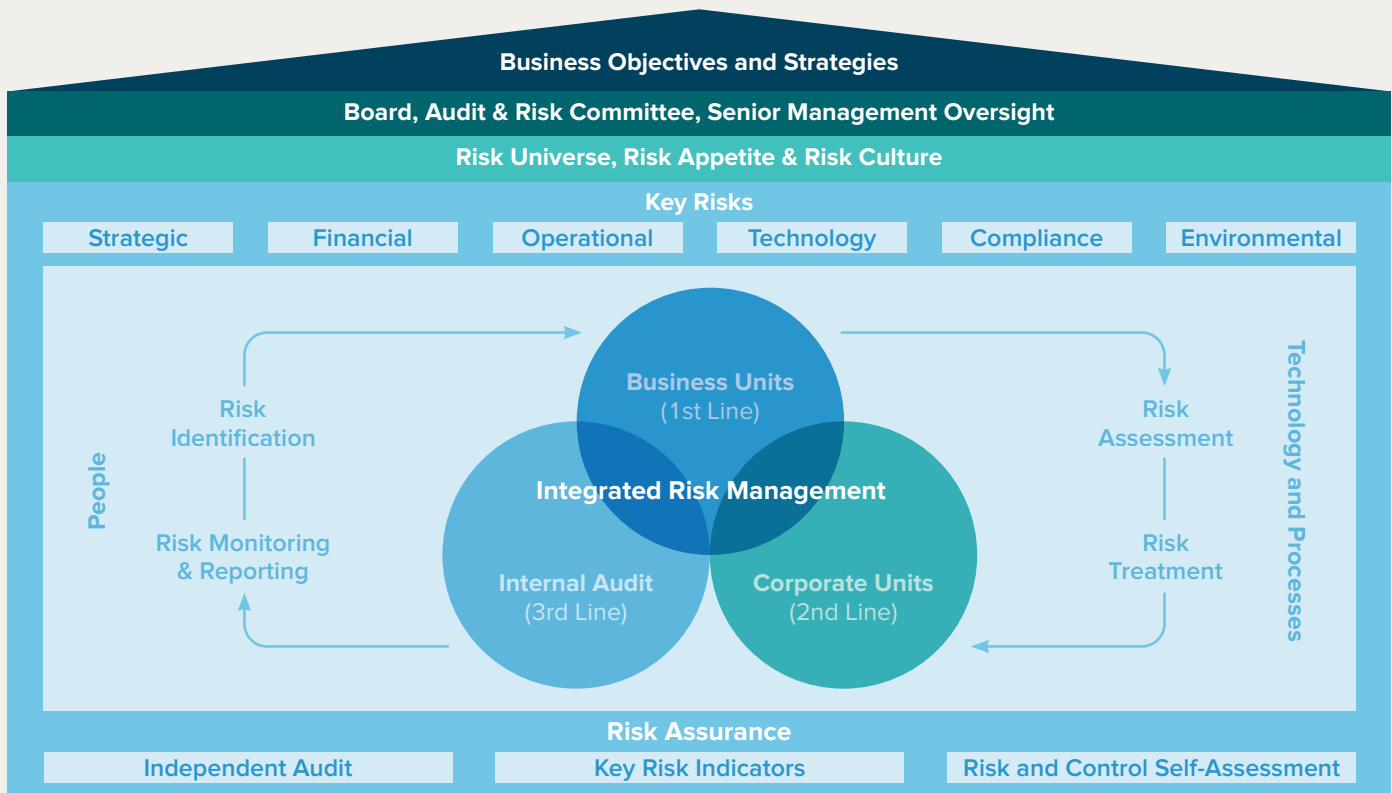 Business Objectives and Strategies
Board, Audit & Risk Committee, Senior Management Oversight
Risk Universe, Risk Appetite & Risk Culture
Key Risks
Strategic
Financial
Operational
Technology
Compliance
Environmental
People
Risk
Identification
Risk Monitoring
& Reporting
Business Units
(1st Line)
Integrated Risk Management
Internal Audit
(3rd Line)
Corporate Units
(2nd Line)
Risk
Assessment
Risk
Treatment
Technology and Processes
Risk Assurance
Independent Audit
Key Risk Indicators
Risk and Control Self-Assessment